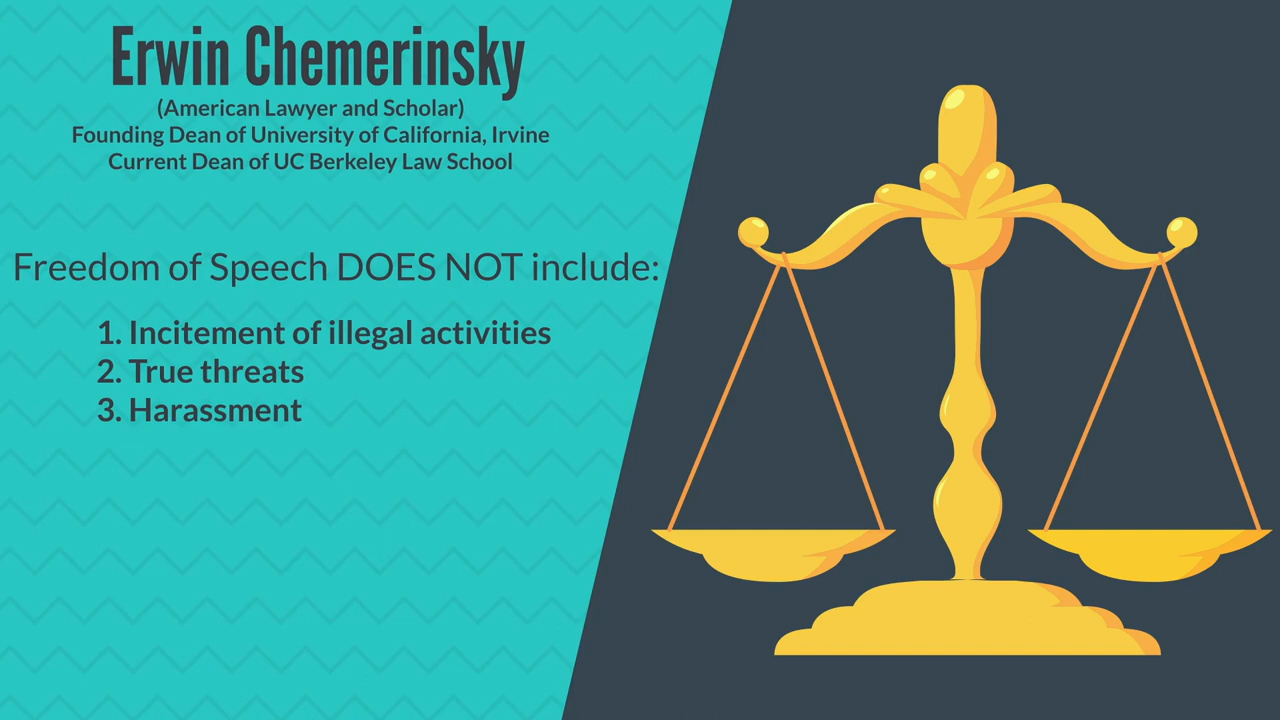 Erwin Chemerinsky
(American Lawyer and Scholar)
Founding Dean of University of California, Irvine
Current Dean of UC Berkeley Law School
Freedom of Speech DOES NOT include:
1. Incitement of illegal activities
2. True threats
3. Harassment